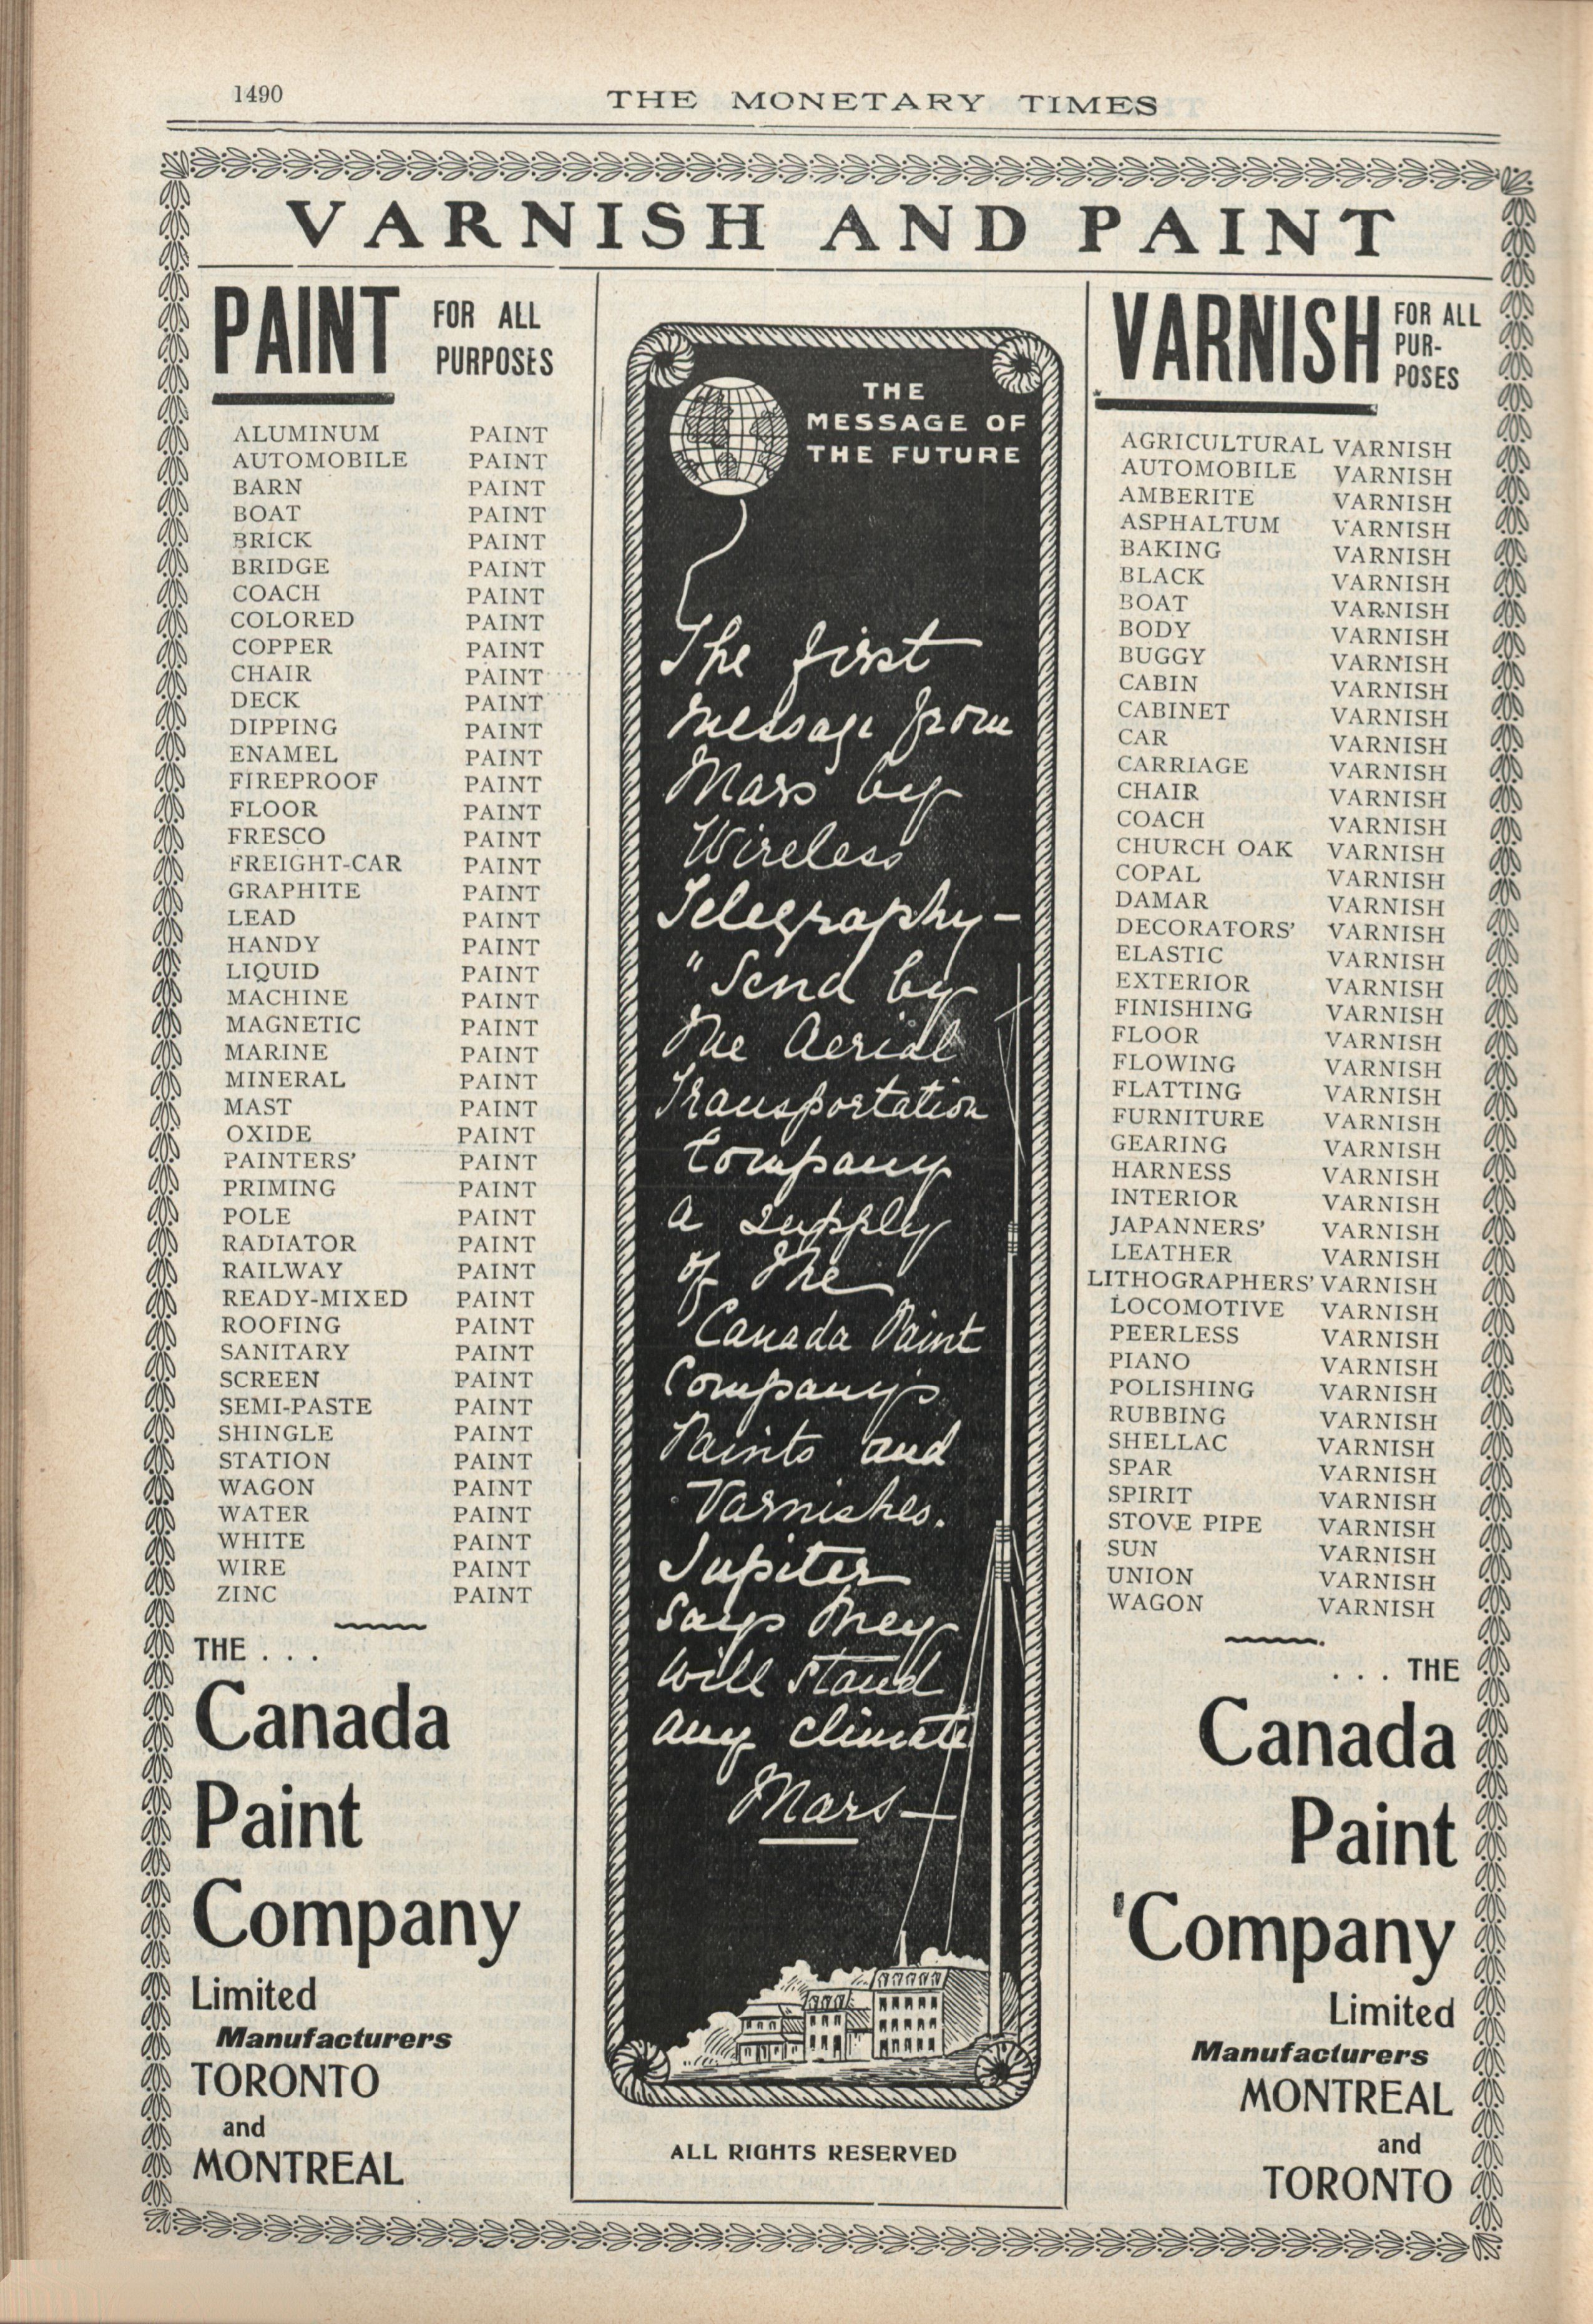 1490
THE MONETARY TIMES
VARNISH AND PAINT
PAINT
FOR ALL
PURPOSES
ALUMINUM PAINT
AUTOMOBILE PAINT
BARN PAINT
BOAT PAINT
BRICK PAINT
BRIDGE PAINT
COACH PAINT
COLORED PAINT
COPPER PAINT
CHAIR PAINT
DECK PAINT
DIPPING PAINT
ENAMEL PAINT
FIREPROOF PAINT
FLOOR PAINT
FRESCO PAINT
FREIGHT-CAR PAINT
GRAPHITE PAINT
LEAD PAINT
HANDY PAINT
LIQUID PAINT
MACHINE PAINT
MAGNETIC PAINT
MARINE PAINT
MINERAL PAINT
MAST PAINT
OXIDE PAINT
PAINTERS' PAINT
PRIMING PAINT
POLE PAINT
RADIATOR PAINT
RAILWAY PAINT
READY-MIXED PAINT
ROOFING PAINT
SANITARY PAINT
SCREEN PAINT
SEMI-PASTE PAINT
SHINGLE PAINT
STATION PAINT
WAGON PAINT
WATER PAINT
WHITE PAINT
WIRE PAINT
ZINC PAINT
THE . . .
Canada
Paint
Company
Limited
Manufacturers
TORONTO
and
MONTREAL
THE
MESSAGE OF
THE FUTURE
The first
message from
Mars by
Wireless
Telegraphy—
"Send by
the Aerial
Transportation
Company
a supply
of the
Canada Paint
Company's
Paints and
Varnishes.
Jupiter
says they
will stand
any climate
Mars—
ALL RIGHTS RESERVED
VARNISH
FOR ALL
PUR-
POSES
AGRICULTURAL VARNISH
AUTOMOBILE VARNISH
AMBERITE VARNISH
ASPHALTUM VARNISH
BAKING VARNISH
BLACK VARNISH
BOAT VARNISH
BODY VARNISH
BUGGY VARNISH
CABIN VARNISH
CABINET VARNISH
CAR VARNISH
CARRIAGE VARNISH
CHAIR VARNISH
COACH VARNISH
CHURCH OAK VARNISH
COPAL VARNISH
DAMAR VARNISH
DECORATORS' VARNISH
ELASTIC VARNISH
EXTERIOR VARNISH
FINISHING VARNISH
FLOOR VARNISH
FLOWING VARNISH
FLATTING VARNISH
FURNITURE VARNISH
GEARING VARNISH
HARNESS VARNISH
INTERIOR VARNISH
JAPANNERS' VARNISH
LEATHER VARNISH
LITHOGRAPHERS' VARNISH
LOCOMOTIVE VARNISH
PEERLESS VARNISH
PIANO VARNISH
POLISHING VARNISH
RUBBING VARNISH
SHELLAC VARNISH
SPAR VARNISH
SPIRIT VARNISH
STOVE PIPE VARNISH
SUN VARNISH
UNION VARNISH
WAGON VARNISH
. . . THE
Canada
Paint
Company
Limited
Manufacturers
MONTREAL
and
TORONTO